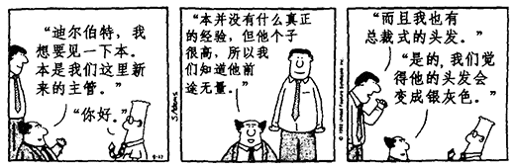 “迪尔伯特，我
想要见一下本。
本是我们这里新
来的主管。”
“你好。”
“本并没有什么真正
的经验，但他个子
很高，所以我
们知道他前
途无量。”
“而且我也有
总裁式的头发。”
“是的，我们觉
得他的头发会
变成银灰色。”
S.ADAMS